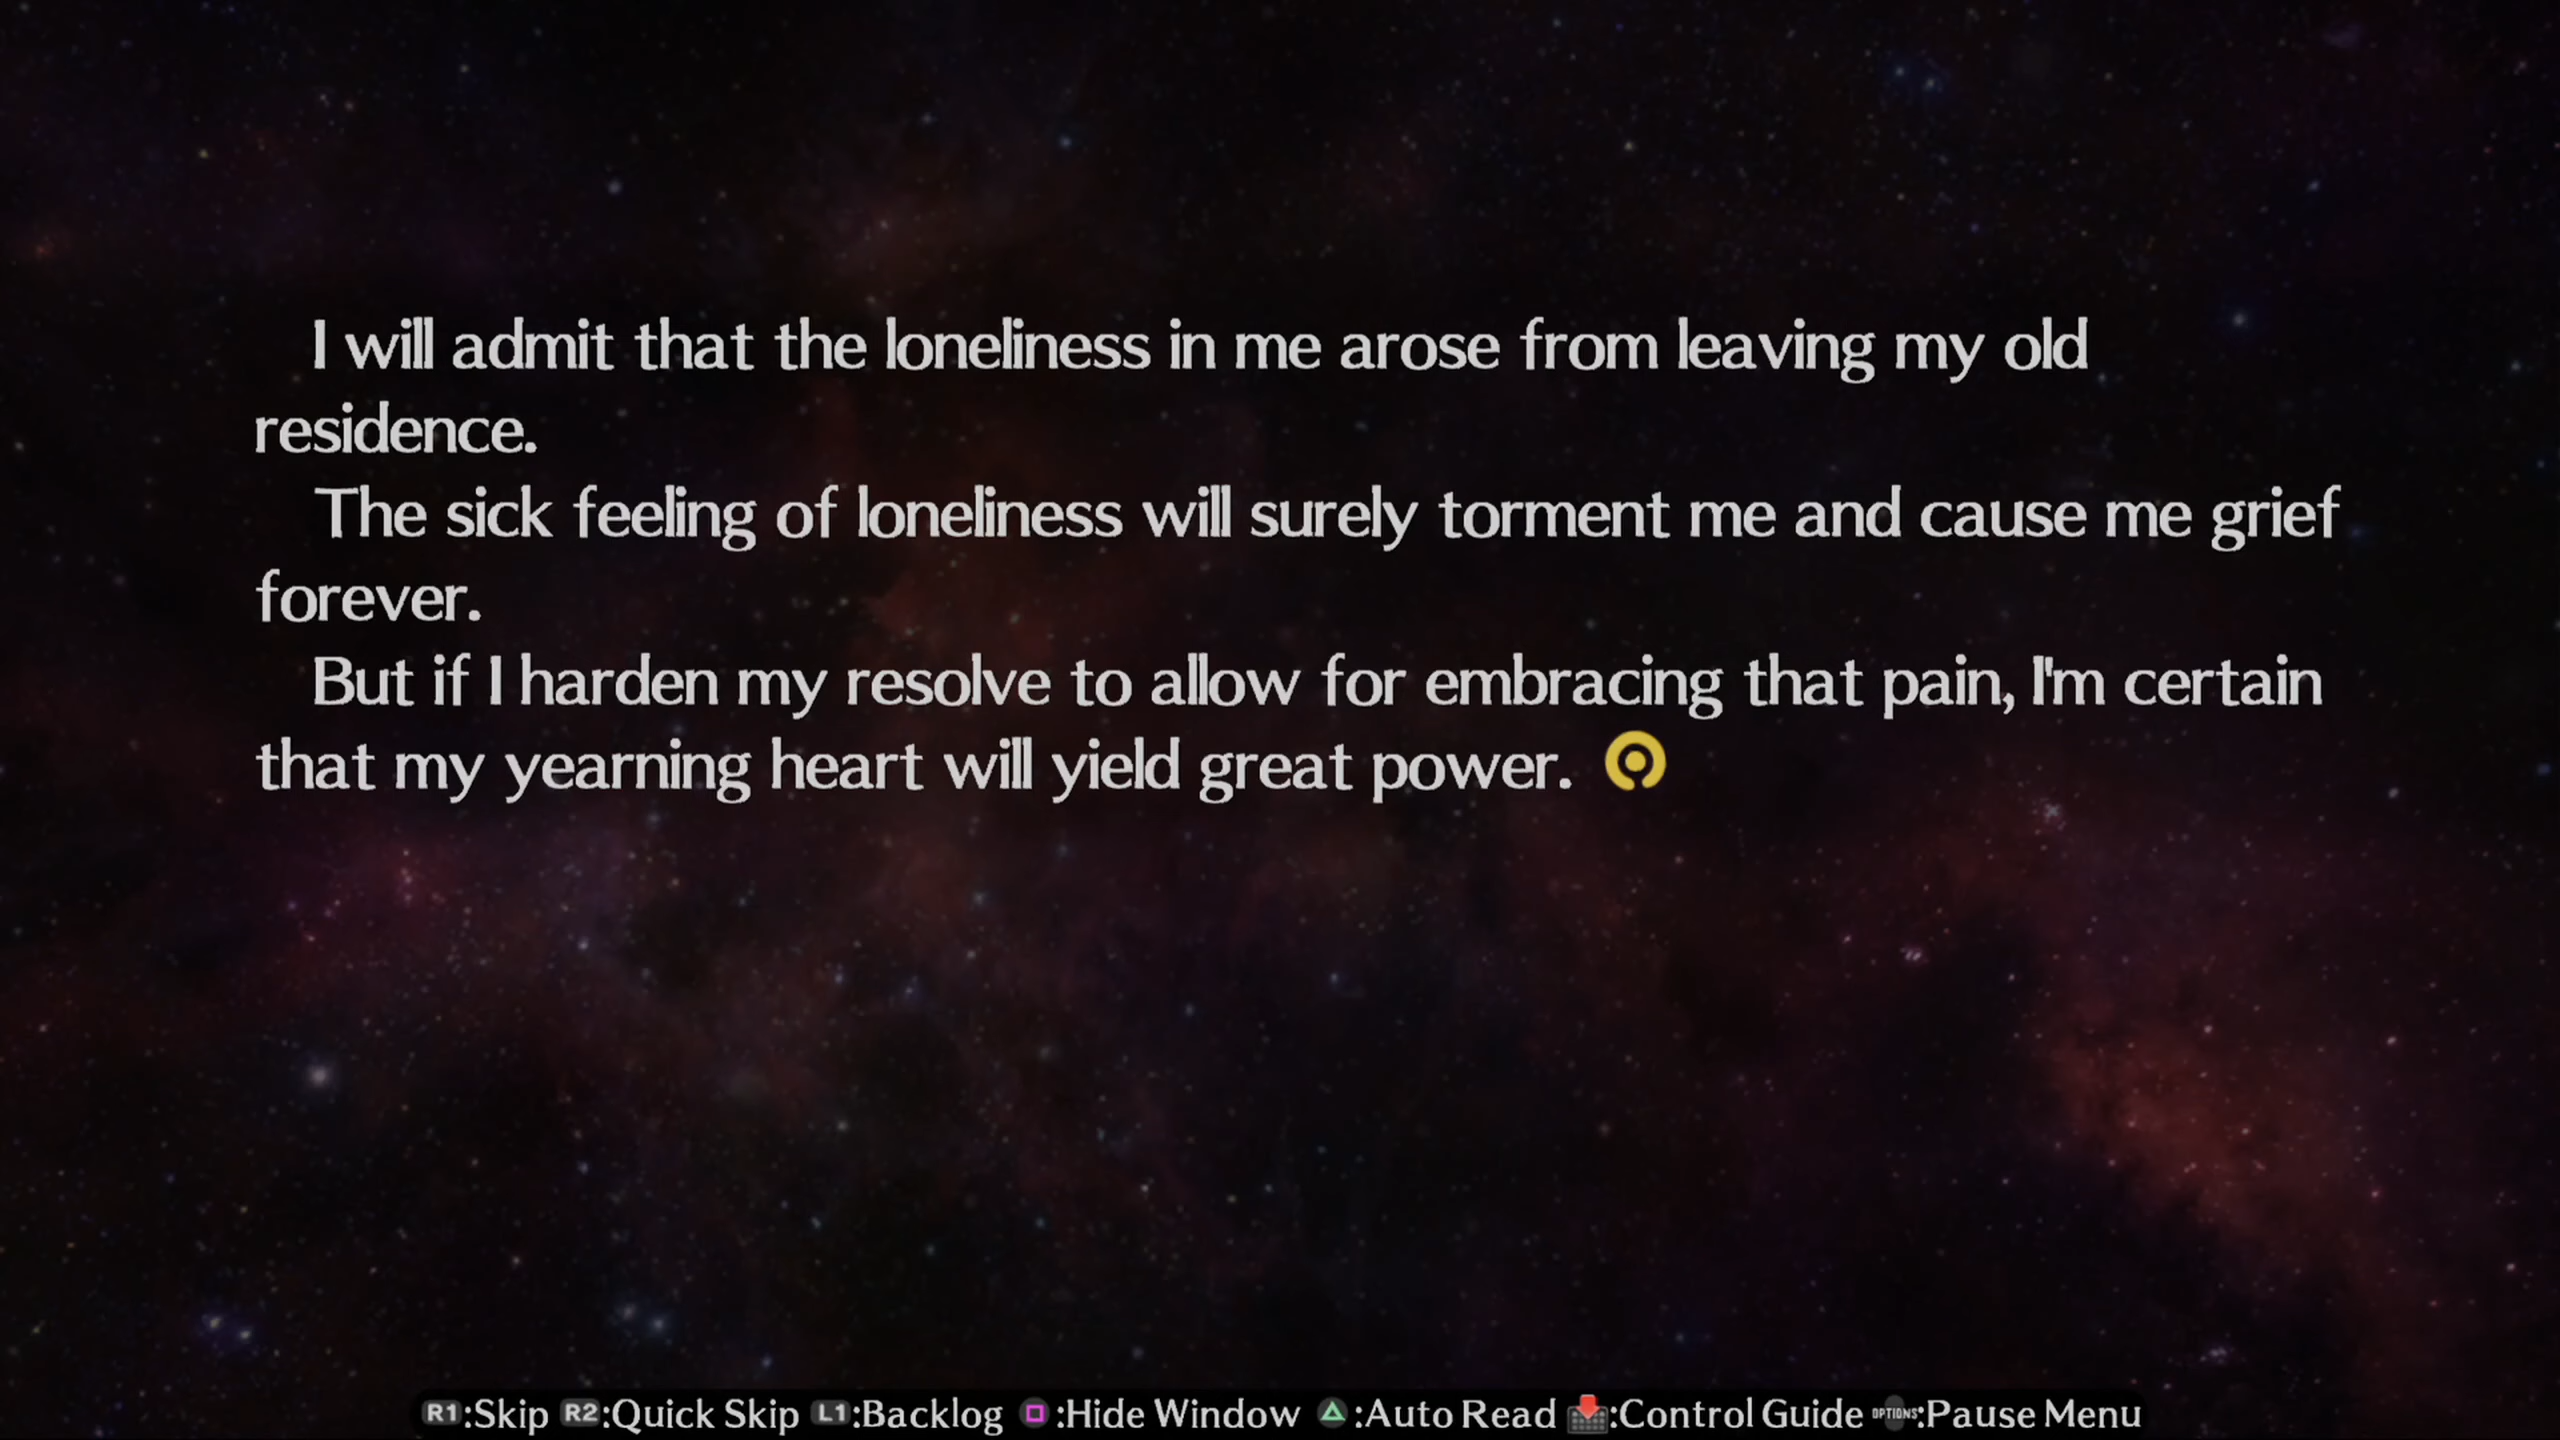 I will admit that the loneliness in me arose from leaving my old
residence.
The sick feeling of loneliness will surely torment me and cause me grief
forever.
But if I harden my resolve to allow for embracing that pain, I'm certain
that my yearning heart will yield great power.
R1:Skip R2:Quick Skip L1:Backlog :Hide Window :Auto Read :Control Guide OPTIONS:Pause Menu